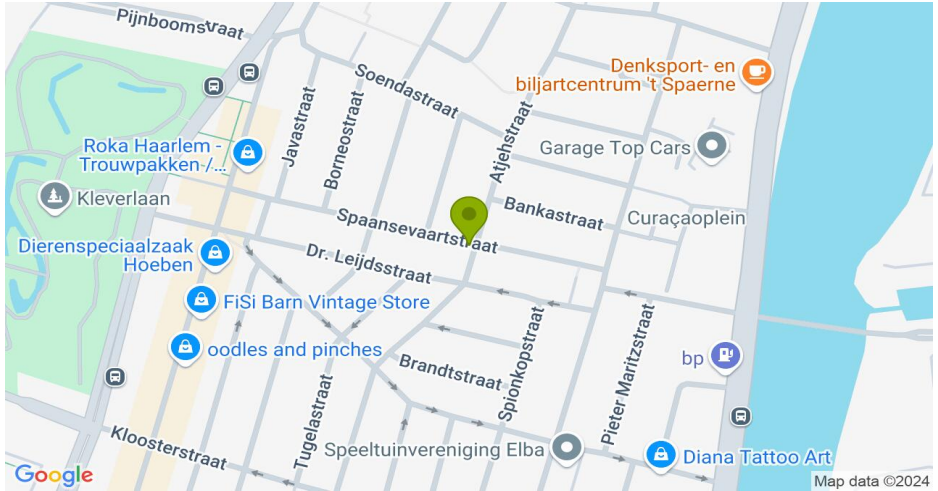 Pijnboomstraat
Soendastraat
Denksport- en
biljartcentrum 't Spaerne
Javastraat
Borneostraat
Atjehstraat
Roka Haarlem -
Trouwpakken /...
Garage Top Cars
Kleverlaan
Bankastraat
Spaansevaartstraat
Curaçaoplein
Dierenspeciaalzaak
Hoeben
Dr. Leijdsstraat
FiSi Barn Vintage Store
oodles and pinches
Brandtstraat
Spionkopstraat
Pieter Maritzstraat
bp
Tugelastraat
Kloosterstraat
Speeltuinvereniging Elba
Diana Tattoo Art
Google
Map data ©2024